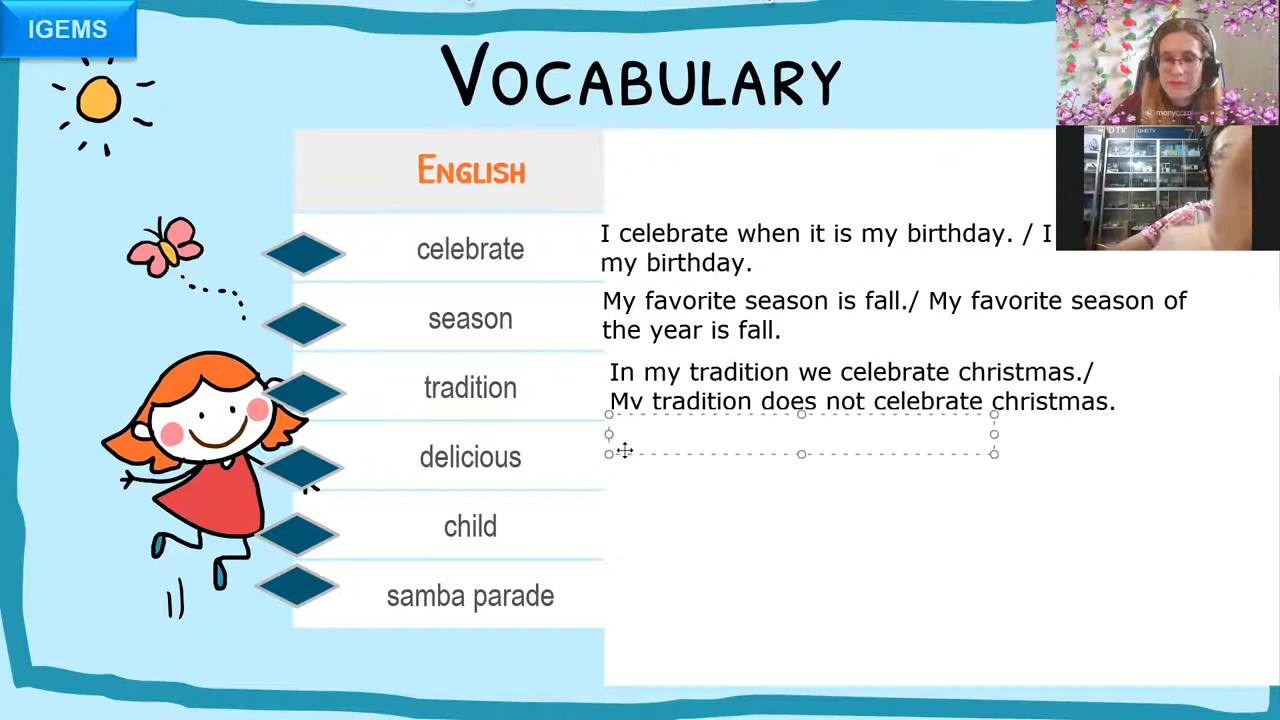 IGEMS
VOCABULARY
ENGLISH
celebrate
I celebrate when it is my birthday. / I
my birthday.
season
My favorite season is fall./ My favorite season of
the year is fall.
tradition
In my tradition we celebrate christmas./
My tradition does not celebrate christmas.
delicious
child
samba parade
manycam